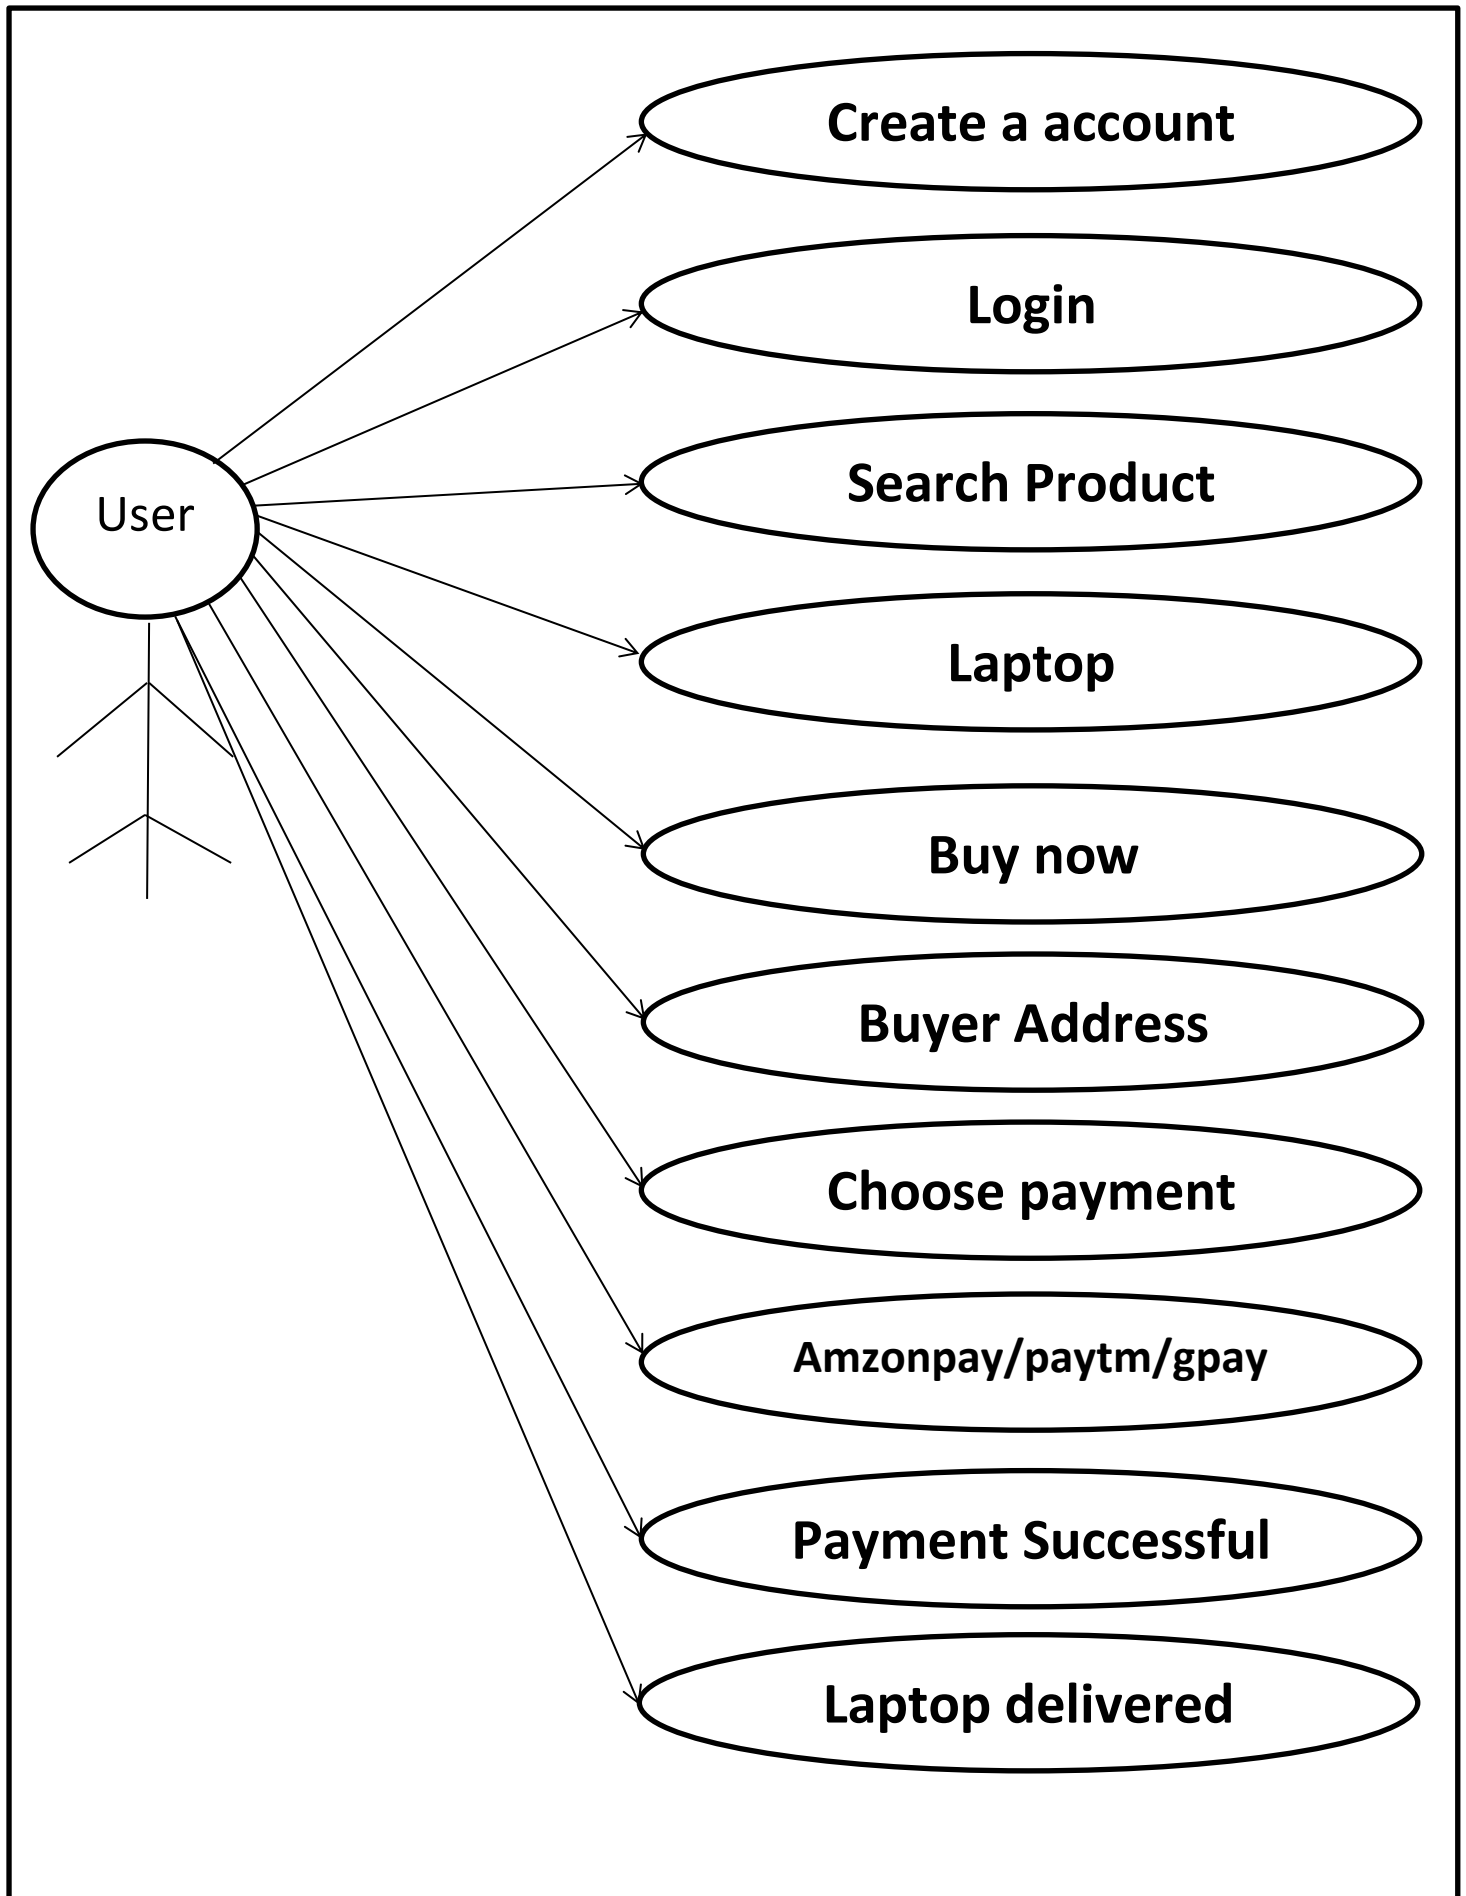 Create a account
Login
User
Search Product
Laptop
Buy now
Buyer Address
Choose payment
Amzonpay/paytm/gpay
Payment Successful
Laptop delivered